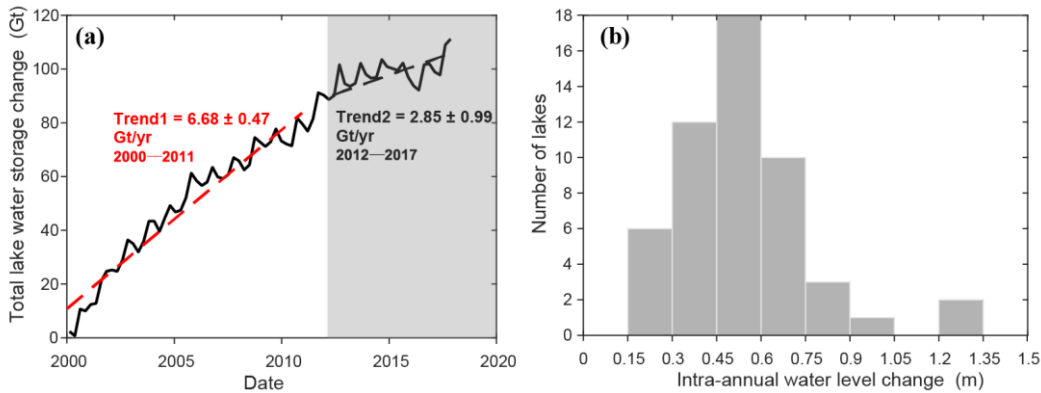 (a)
Total lake water storage change (Gt)
120
100
80
60
40
20
0
Trend1 = 6.68 ± 0.47
Gt/yr
2000—2011
Trend2 = 2.85 ± 0.99
Gt/yr
2012—2017
2000 2005 2010 2015 2020
Date
(b)
Number of lakes
18
16
14
12
10
8
6
4
2
0
0 0.15 0.3 0.45 0.6 0.75 0.9 1.05 1.2 1.35 1.5
Intra-annual water level change (m)